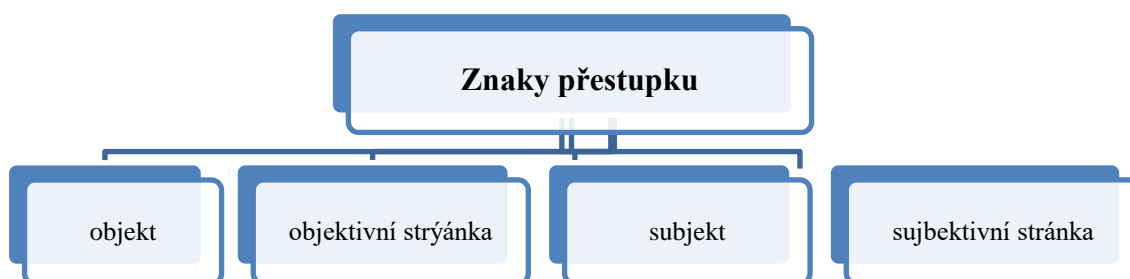 Znaky přestupku
objekt
objektivní strýánka
subjekt
sujbektivní stránka